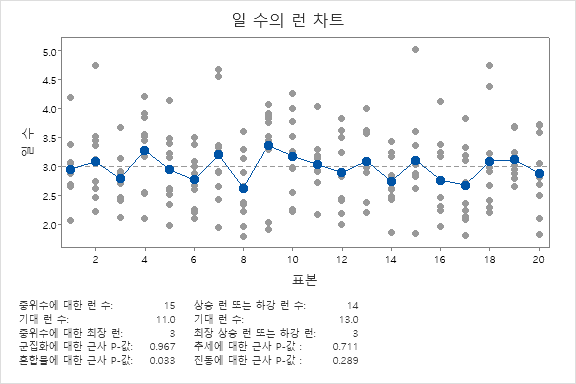 일 수의 런 차트
5.0
4.5
4.0
3.5
3.0
2.5
2.0
일 수
2 4 6 8 10 12 14 16 18 20
표본
중위수에 대한 런 수: 15 상승 런 또는 하강 런 수: 14
기대 런 수: 11.0 기대 런 수: 13.0
중위수에 대한 최장 런: 3 최장 상승 런 또는 하강 런: 3
군집화에 대한 근사 P-값: 0.967 추세에 대한 근사 P-값 : 0.711
혼합물에 대한 근사 P-값: 0.033 진동에 대한 근사 P-값 : 0.289